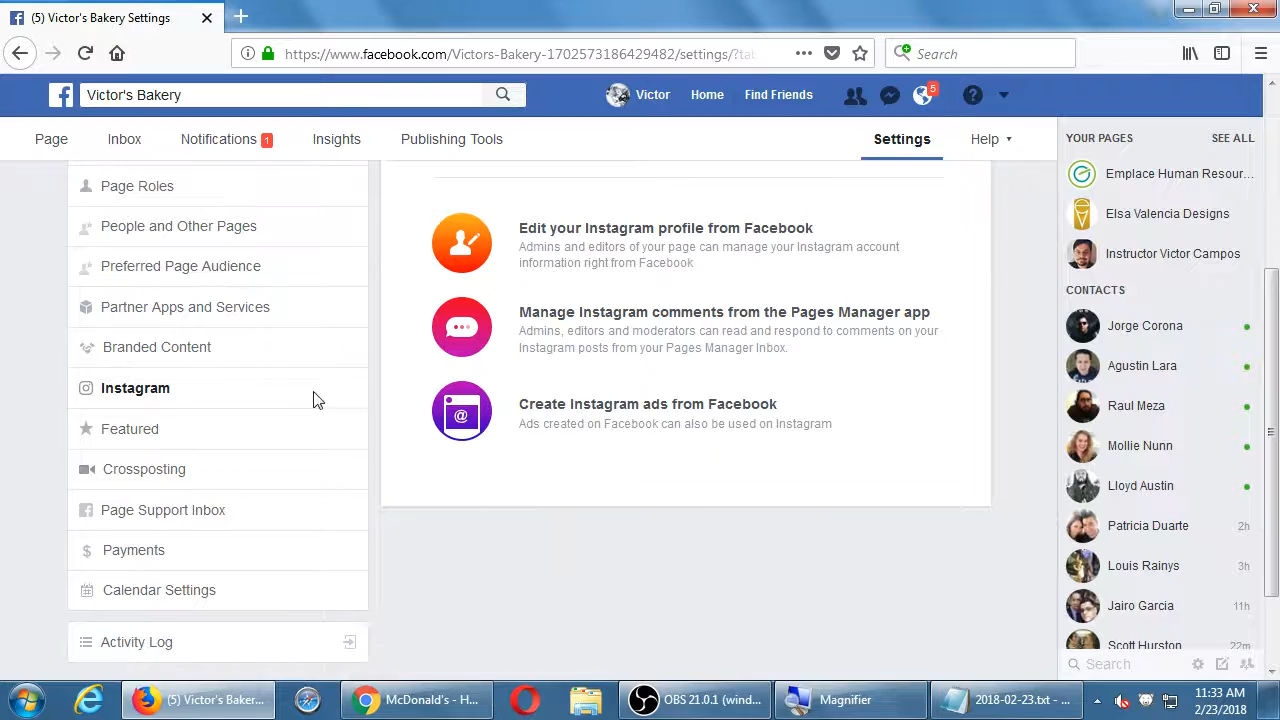 (5) Victor's Bakery Settings
https://www.facebook.com/Victors-Bakery-1702573186429482/settings/?ta
Search
Victor's Bakery
Victor
Home
Find Friends
5
Page
Inbox
Notifications 1
Insights
Publishing Tools
Settings
Help
Page Roles
People and Other Pages
Preferred Page Audience
Partner Apps and Services
Branded Content
Instagram
Featured
Crossposting
Page Support Inbox
Payments
Calendar Settings
Activity Log
Edit your Instagram profile from Facebook
Admins and editors of your page can manage your Instagram account
information right from Facebook
Manage Instagram comments from the Pages Manager app
Admins, editors and moderators can read and respond to comments on your
Instagram posts from your Pages Manager Inbox.
Create Instagram ads from Facebook
Ads created on Facebook can also be used on Instagram
YOUR PAGES
SEE ALL
Emplace Human Resour...
Elsa Valencia Designs
Instructor Victor Campos
CONTACTS
Jorge Corona
Agustin Lara
Raul Meza
Mollie Nunn
Lloyd Austin
Patricia Duarte 2h
Louis Rainys 3h
Jairo Garcia 11h
Scott Hurston 22m
Search
(5) Victor's Baker...
McDonald's - H...
OBS 21.0.1 (wind...
Magnifier
2018-02-23.txt - ...
11:33 AM
2/23/2018